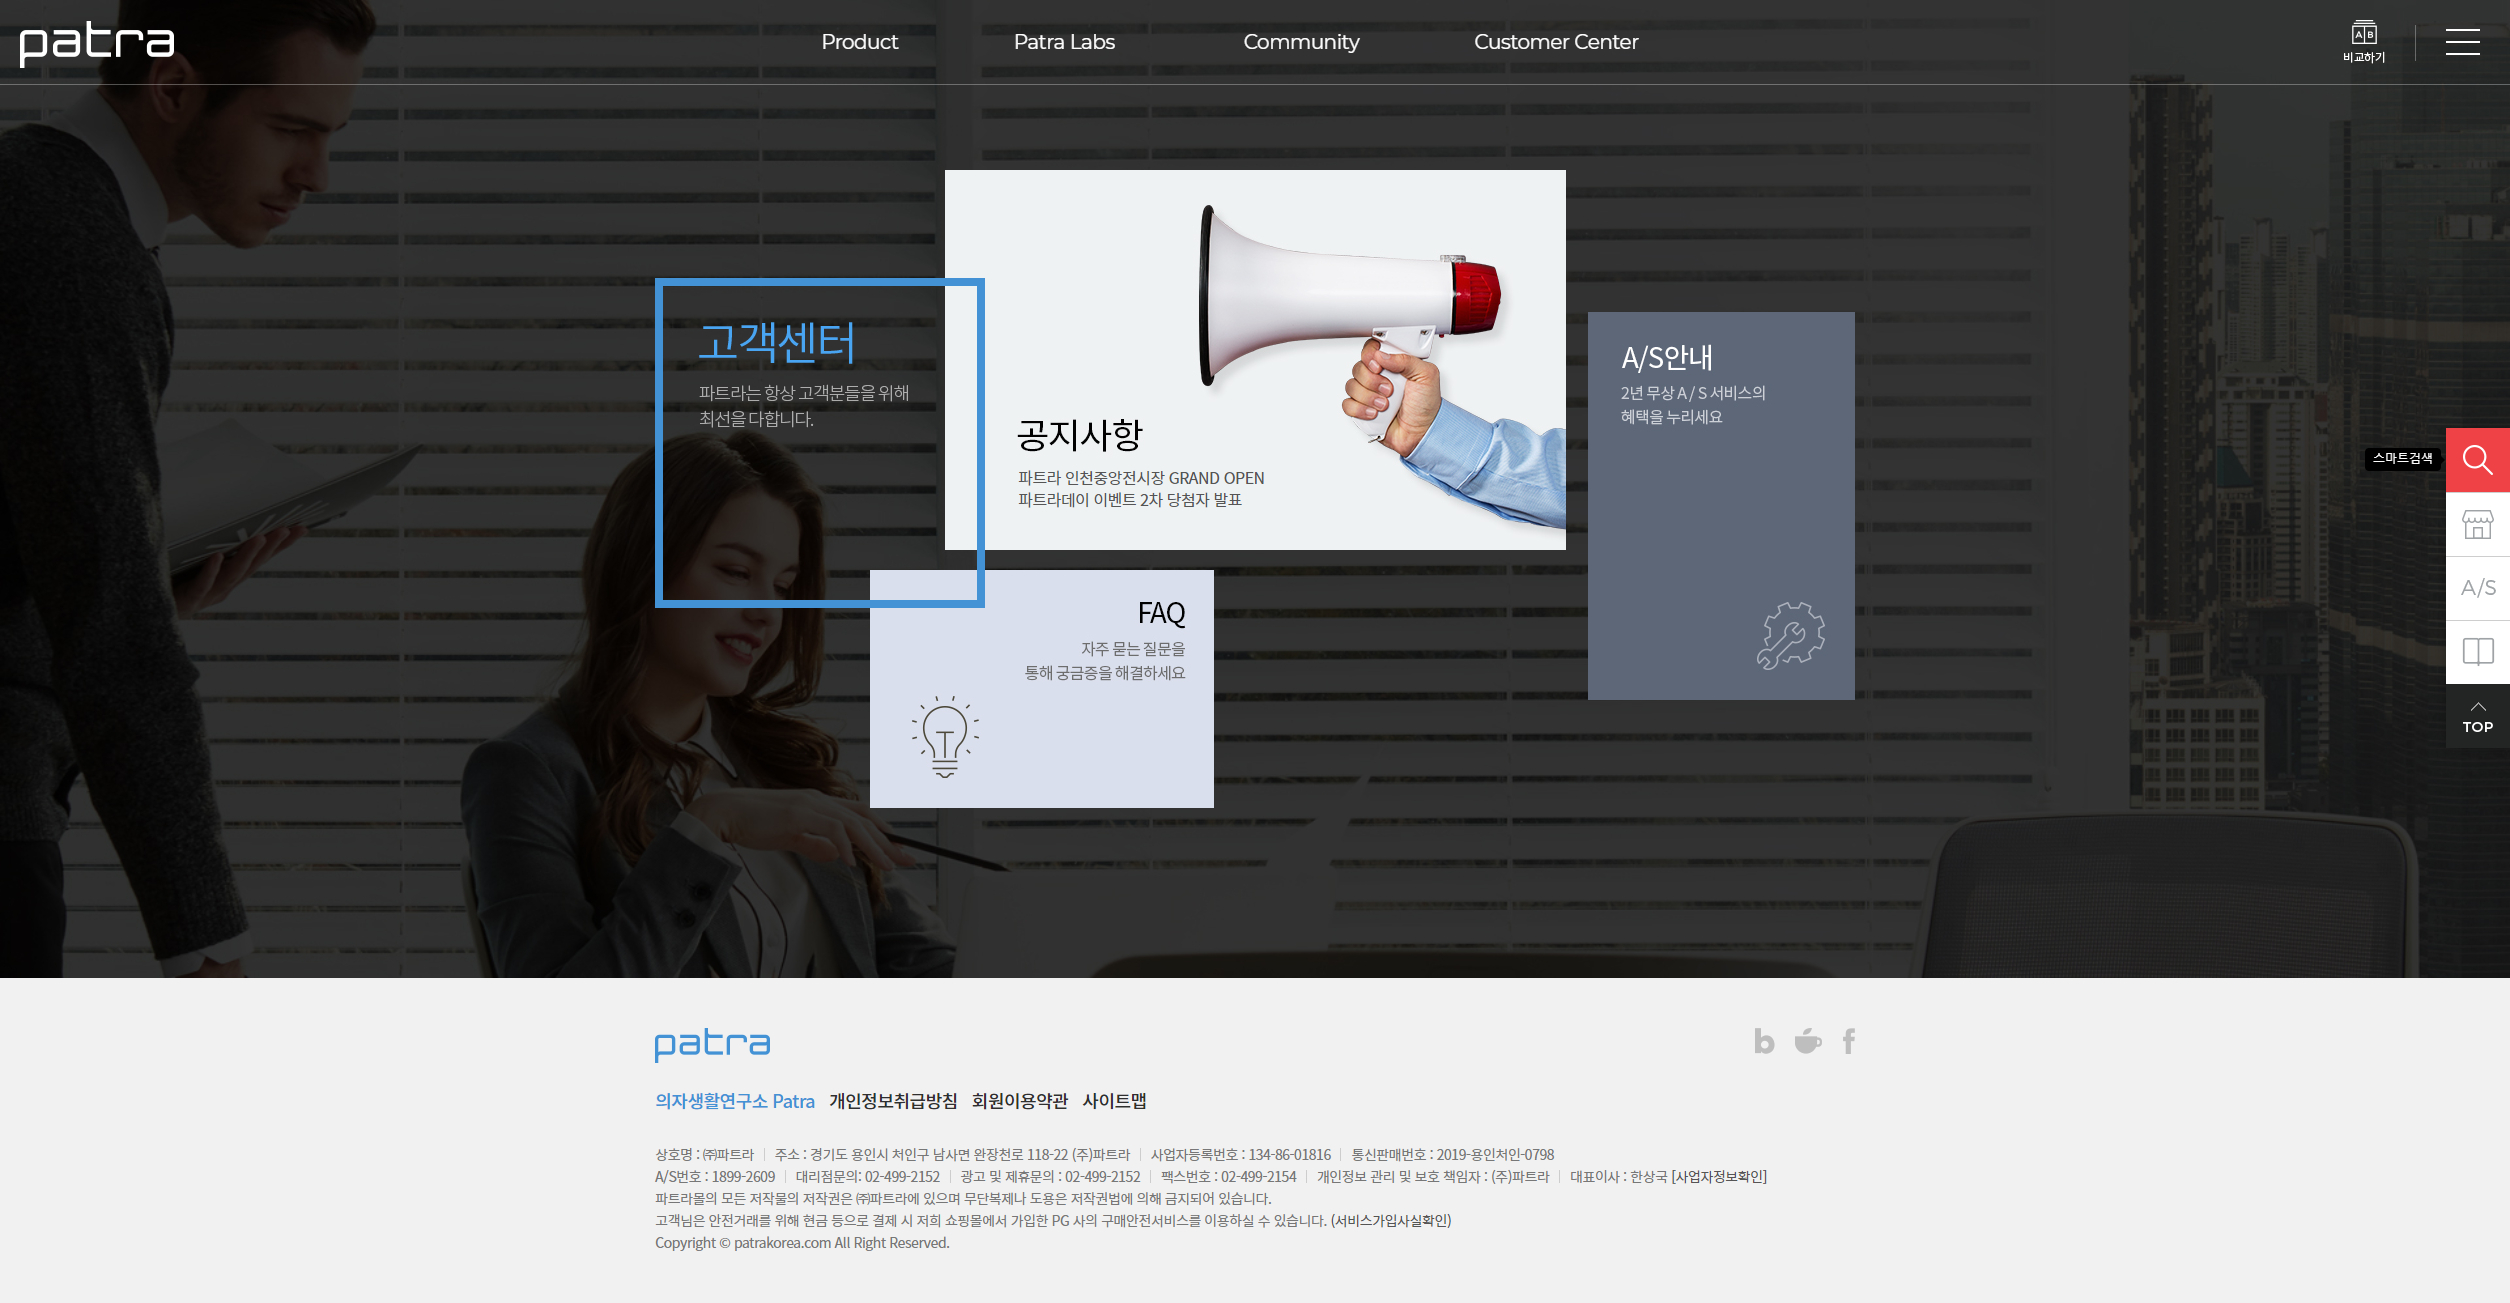 patra
Product
Patra Labs
Community
Customer Center
A B
비교하기
고객센터
파트라는 항상 고객분들을 위해
최선을 다합니다.
공지사항
파트라 인천중앙전시장 GRAND OPEN
파트라데이 이벤트 2차 당첨자 발표
A/S안내
2년 무상 A / S 서비스의
혜택을 누리세요
FAQ
자주 묻는 질문을
통해 궁금증을 해결하세요
스마트검색
A/S
TOP
patra
b f
의자생활연구소 Patra 개인정보취급방침 회원이용약관 사이트맵
상호명 : ㈜파트라 주소 : 경기도 용인시 처인구 남사면 완장천로 118-22 (주)파트라 사업자등록번호 : 134-86-01816 통신판매번호 : 2019-용인처인-0798
A/S번호 : 1899-2609 대리점문의: 02-499-2152 광고 및 제휴문의 : 02-499-2152 팩스번호 : 02-499-2154 개인정보 관리 및 보호 책임자 : (주)파트라 대표이사 : 한상국 [사업자정보확인]
파트라몰의 모든 저작물의 저작권은 ㈜파트라에 있으며 무단복제나 도용은 저작권법에 의해 금지되어 있습니다.
고객님은 안전거래를 위해 현금 등으로 결제 시 저희 쇼핑몰에서 가입한 PG 사의 구매안전서비스를 이용하실 수 있습니다. (서비스가입사실확인)
Copyright © patrakorea.com All Right Reserved.